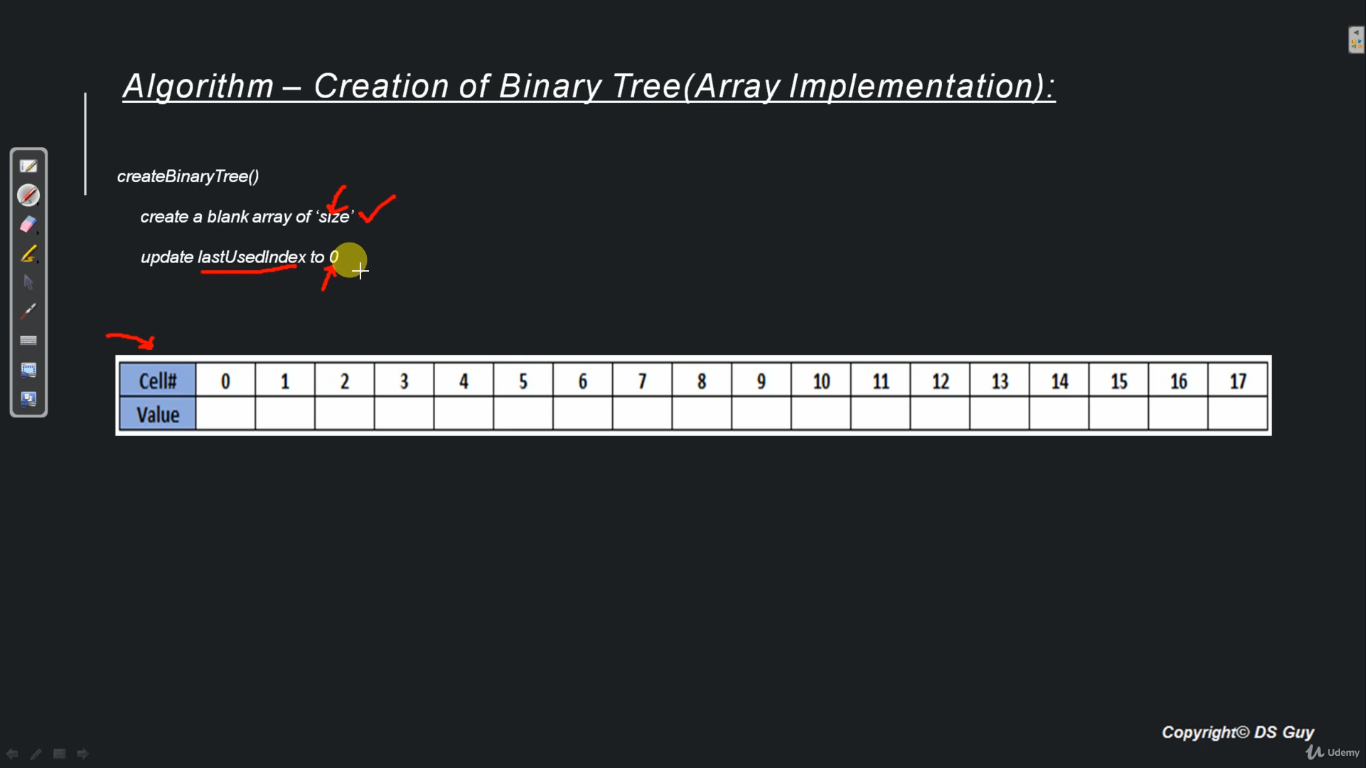 Algorithm – Creation of Binary Tree(Array Implementation):
createBinaryTree()
create a blank array of ‘size’
update lastUsedIndex to 0
Cell# 0 1 2 3 4 5 6 7 8 9 10 11 12 13 14 15 16 17
Value
Copyright© DS Guy
Udemy